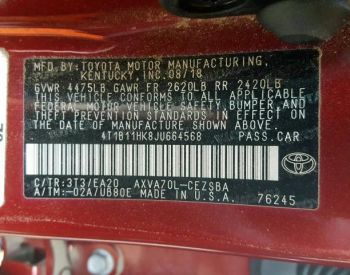 MFD. BY: TOYOTA MOTOR MANUFACTURING,
KENTUCKY, INC. 08/18
GVWR 4475LB GAWR FR 2620LB RR 2420LB
THIS VEHICLE CONFORMS TO ALL APPLICABLE
FEDERAL MOTOR VEHICLE SAFETY, BUMPER, AND
THEFT PREVENTION STANDARDS IN EFFECT ON
THE DATE OF MANUFACTURE SHOWN ABOVE.
4T1B11HK8JU664568 PASS.CAR
TOYOTA
C/TR:3T3/EA20 AXVA70L-CEZSBA
A/TM:-02A/UB80E MADE IN U.S.A.
76245